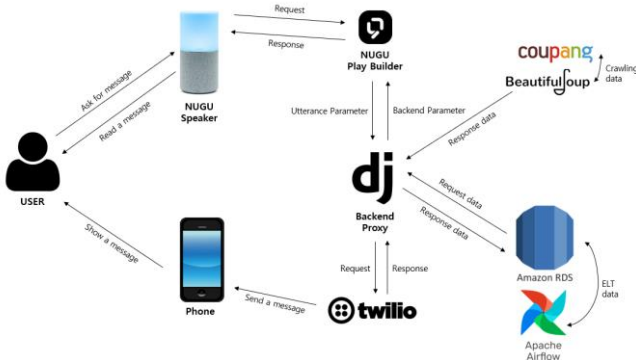 Request
Response
NUGU
Speaker
NUGU
Play Builder
coupang
BeautifulSoup
Crawling
data
Ask for message
Read a message
Utterance Parameter
Backend Parameter
Response data
USER
dj
Backend
Proxy
Request data
Response data
Show a message
Phone
Send a message
Request
Response
twilio
Amazon RDS
ELT
data
Apache
Airflow